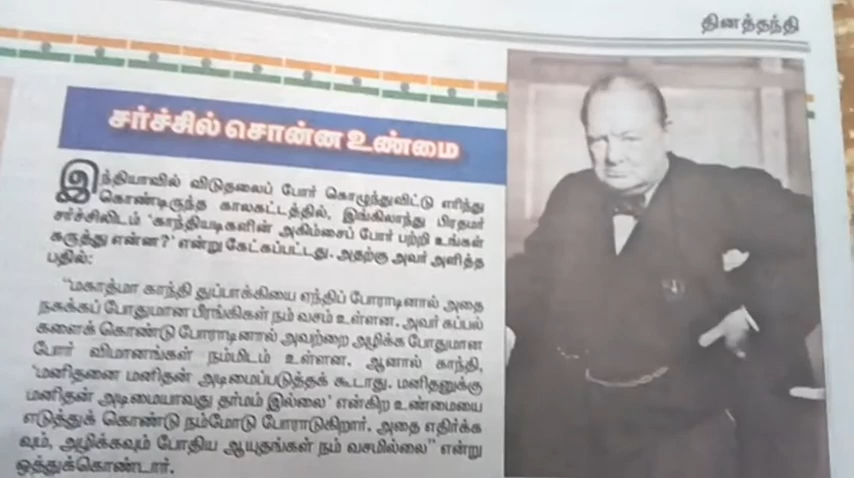 தினத்தந்தி
சர்ச்சில் சொன்ன உண்மை
இந்தியாவில் விடுதலைப் போர் கொழுந்துவிட்டு எரிந்து
கொண்டிருந்த காலகட்டத்தில், இங்கிலாந்து பிரதமர்
சர்ச்சிலிடம் 'காந்தியடிகளின் அகிம்சைப் போர் பற்றி உங்கள்
கருத்து என்ன?' என்று கேட்கப்பட்டது. அதற்கு அவர் அளித்த
பதில்:
"மகாத்மா காந்தி துப்பாக்கியை ஏந்திப் போராடினால் அதை
நசுக்கப் போதுமான பீரங்கிகள் நம் வசம் உள்ளன. அவர் கப்பல்
களைக் கொண்டு போராடினால் அவற்றை அழிக்க போதுமான
போர் விமானங்கள் நம்மிடம் உள்ளன. ஆனால் காந்தி,
'மனிதனை மனிதன் அடிமைப்படுத்தக் கூடாது. மனிதனுக்கு
மனிதன் அடிமையாவது தர்மம் இல்லை' என்கிற உண்மையை
எடுத்துக் கொண்டு நம்மோடு போராடுகிறார். அதை எதிர்க்க
வும், அழிக்கவும் போதிய ஆயுதங்கள் நம் வசமில்லை" என்று
ஒத்துக்கொண்டார்.